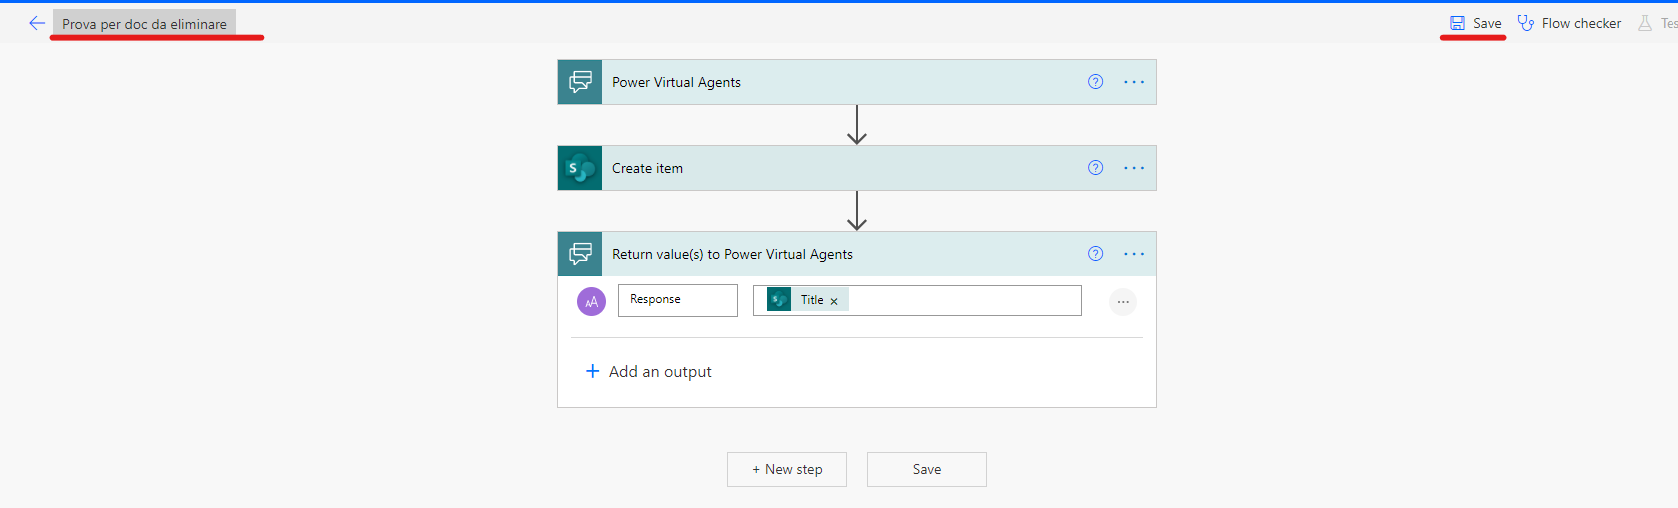 Prova per doc da eliminare
Save
Flow checker
Tes
Power Virtual Agents
?
Create item
?
S
Return value(s) to Power Virtual Agents
?
AA
Response
S
Title ×
+ Add an output
+ New step
Save